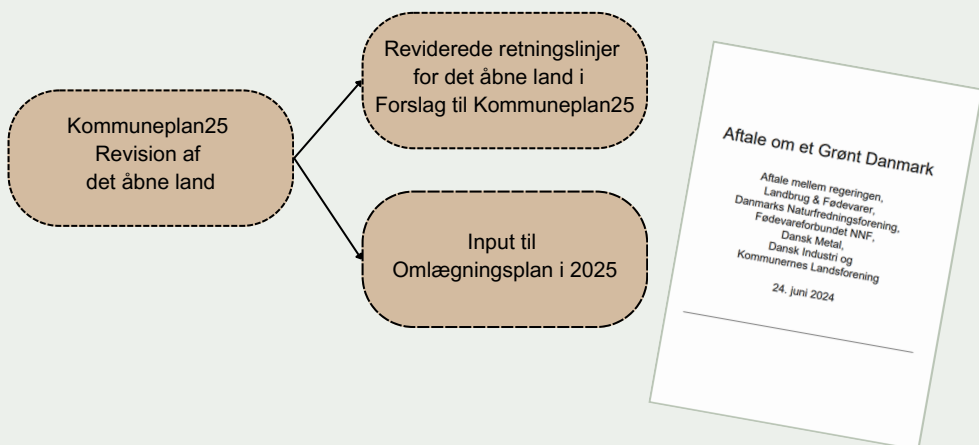 Kommuneplan25
Revision af
det åbne land
Reviderede retningslinjer
for det åbne land i
Forslag til Kommuneplan25
Input til
Omlægningsplan i 2025
Aftale om et Grønt Danmark
Aftale mellem regeringen,
Landbrug & Fødevarer,
Danmarks Naturfredningsforening,
Fødevareforbundet NNF,
Dansk Metal,
Dansk Industri og
Kommunernes Landsforening
24. juni 2024